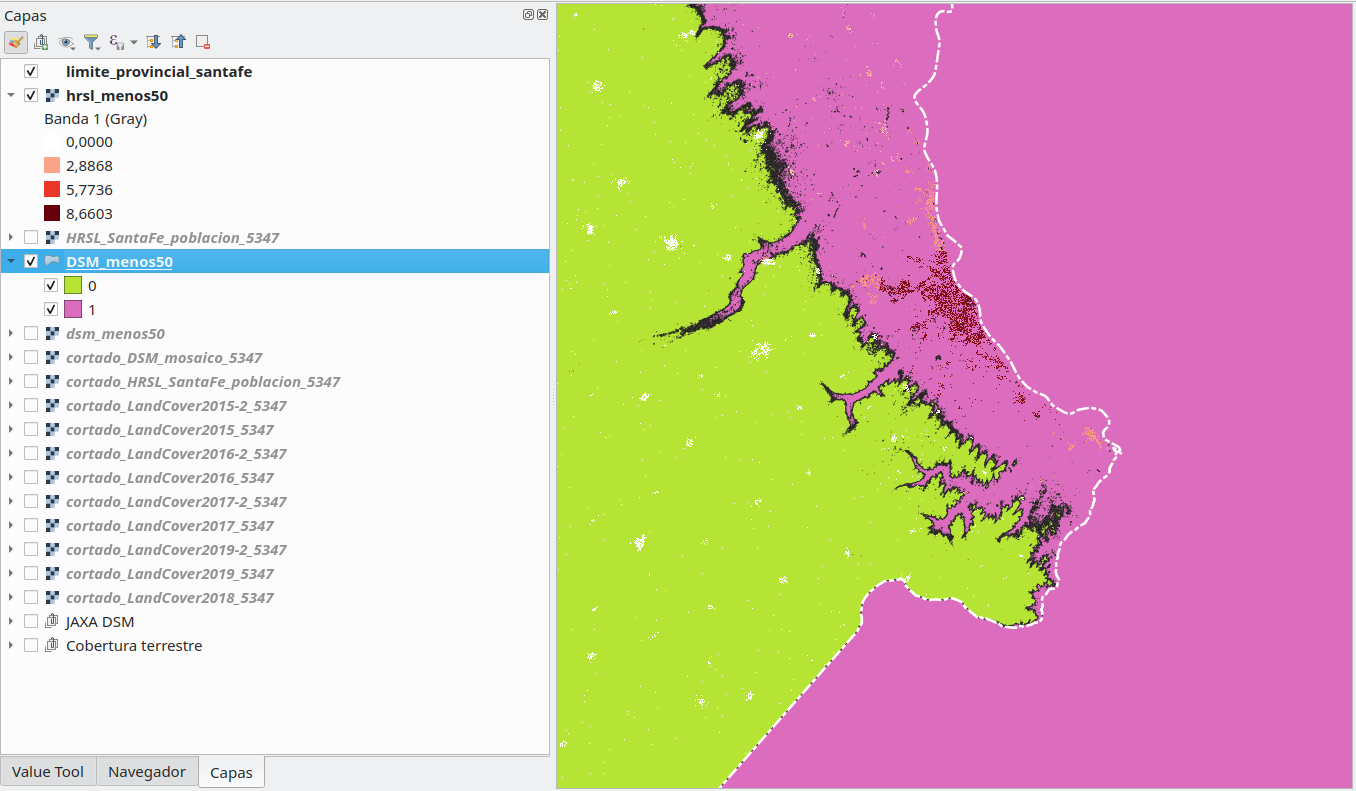 Capas
limite_provincial_santafe
hrsl_menos50
Banda 1 (Gray)
0,0000
2,8868
5,7736
8,6603
HRSL_SantaFe_poblacion_5347
DSM_menos50
0
1
dsm_menos50
cortado_DSM_mosaico_5347
cortado_HRSL_SantaFe_poblacion_5347
cortado_LandCover2015-2_5347
cortado_LandCover2015_5347
cortado_LandCover2016-2_5347
cortado_LandCover2016_5347
cortado_LandCover2017-2_5347
cortado_LandCover2017_5347
cortado_LandCover2019-2_5347
cortado_LandCover2019_5347
cortado_LandCover2018_5347
JAXA DSM
Cobertura terrestre
Value Tool Navegador Capas